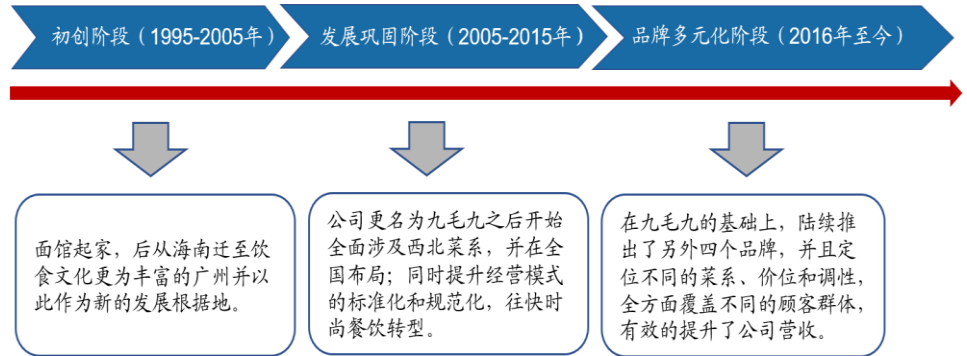 初创阶段（1995-2005年）
发展巩固阶段（2005-2015年）
品牌多元化阶段（2016年至今）
面馆起家，后从海南迁至饮
食文化更为丰富的广州并以
此作为新的发展根据地。
公司更名为九毛九之后开始
全面涉及西北菜系，并在全
国布局；同时提升经营模式
的标准化和规范化，往快时
尚餐饮转型。
在九毛九的基础上，陆续推
出了另外四个品牌，并且定
位不同的菜系、价位和调性，
全方面覆盖不同的顾客群体，
有效的提升了公司营收。